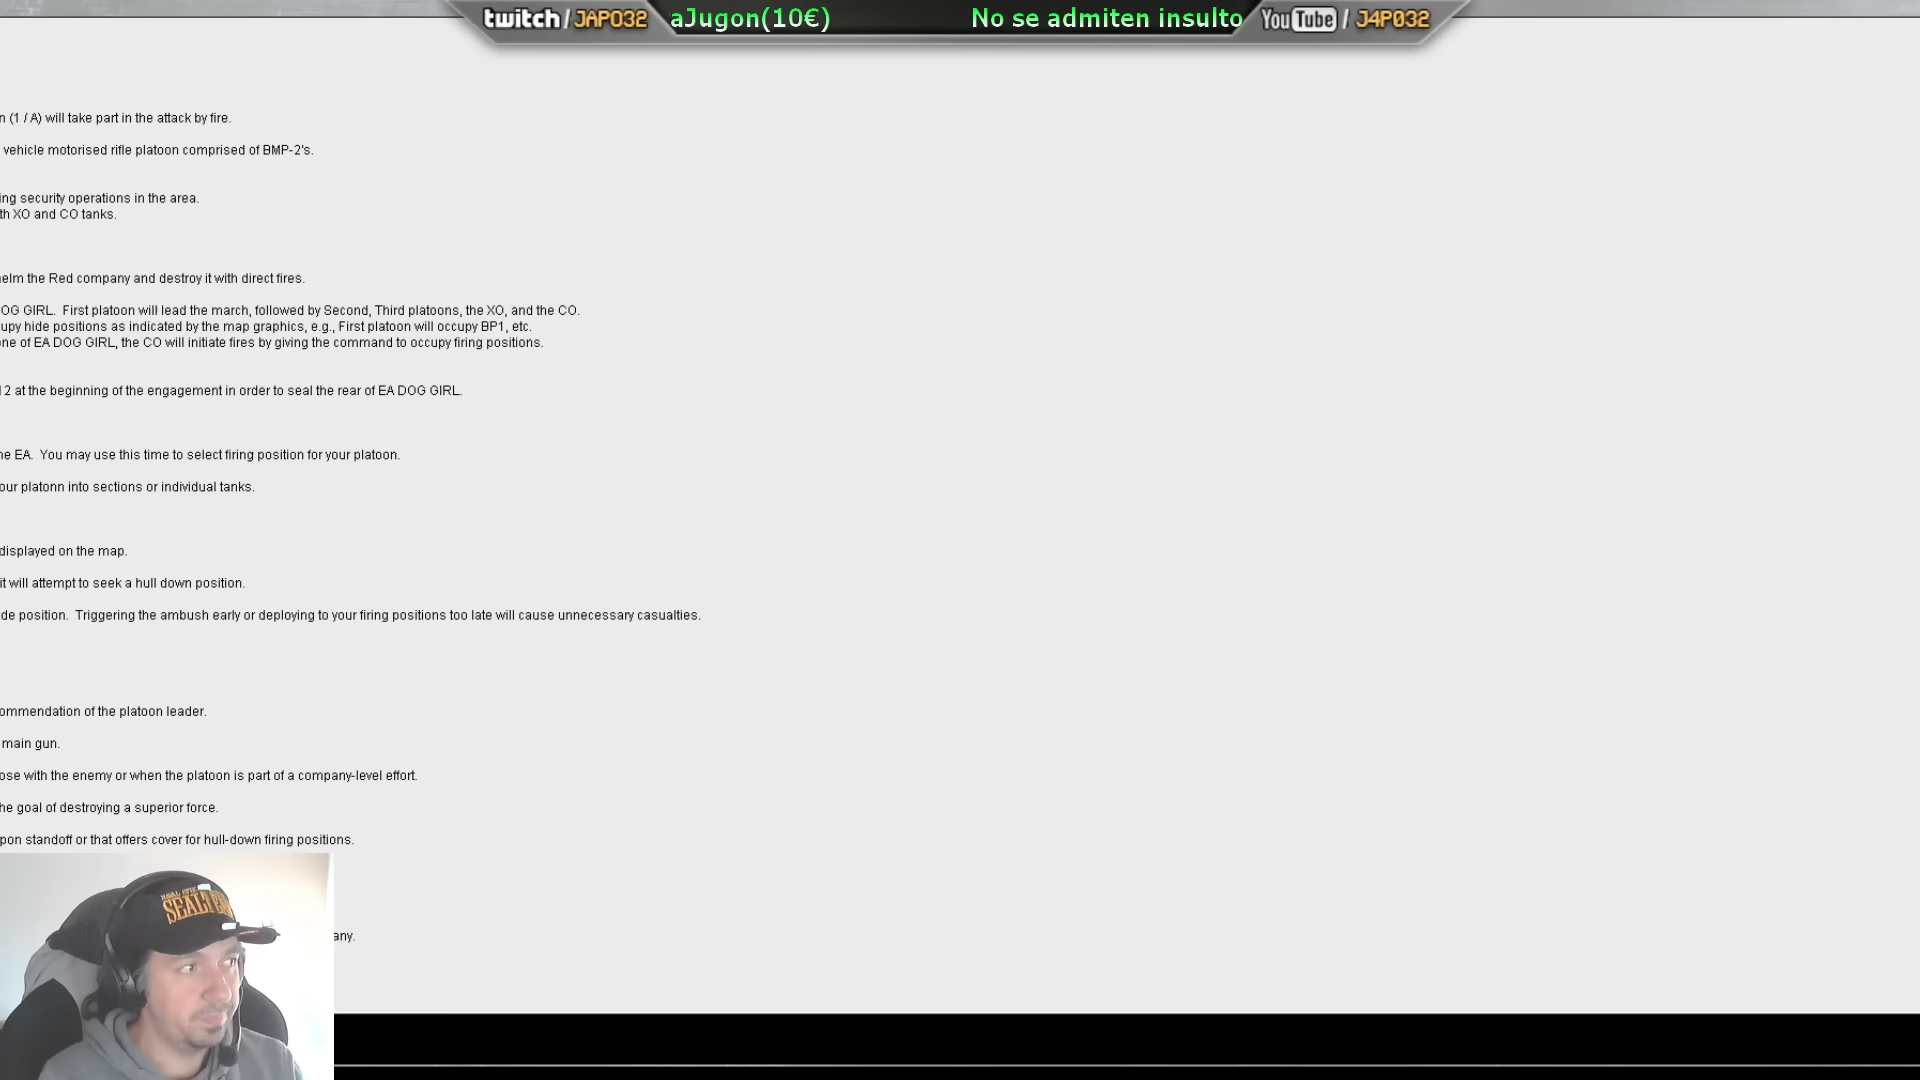 twitch / JAPO32 aJugon(10€) No se admiten insulto YouTube / J4P032
n (1 / A) will take part in the attack by fire.
vehicle motorised rifle platoon comprised of BMP-2's.
ing security operations in the area.
th XO and CO tanks.
elm the Red company and destroy it with direct fires.
OG GIRL.  First platoon will lead the march, followed by Second, Third platoons, the XO, and the CO.
upy hide positions as indicated by the map graphics, e.g., First platoon will occupy BP1, etc.
one of EA DOG GIRL, the CO will initiate fires by giving the command to occupy firing positions.
2 at the beginning of the engagement in order to seal the rear of EA DOG GIRL.
he EA.  You may use this time to select firing position for your platoon.
our platonn into sections or individual tanks.
displayed on the map.
it will attempt to seek a hull down position.
de position.  Triggering the ambush early or deploying to your firing positions too late will cause unnecessary casualties.
ommendation of the platoon leader.
main gun.
ose with the enemy or when the platoon is part of a company-level effort.
he goal of destroying a superior force.
pon standoff or that offers cover for hull-down firing positions.
any.